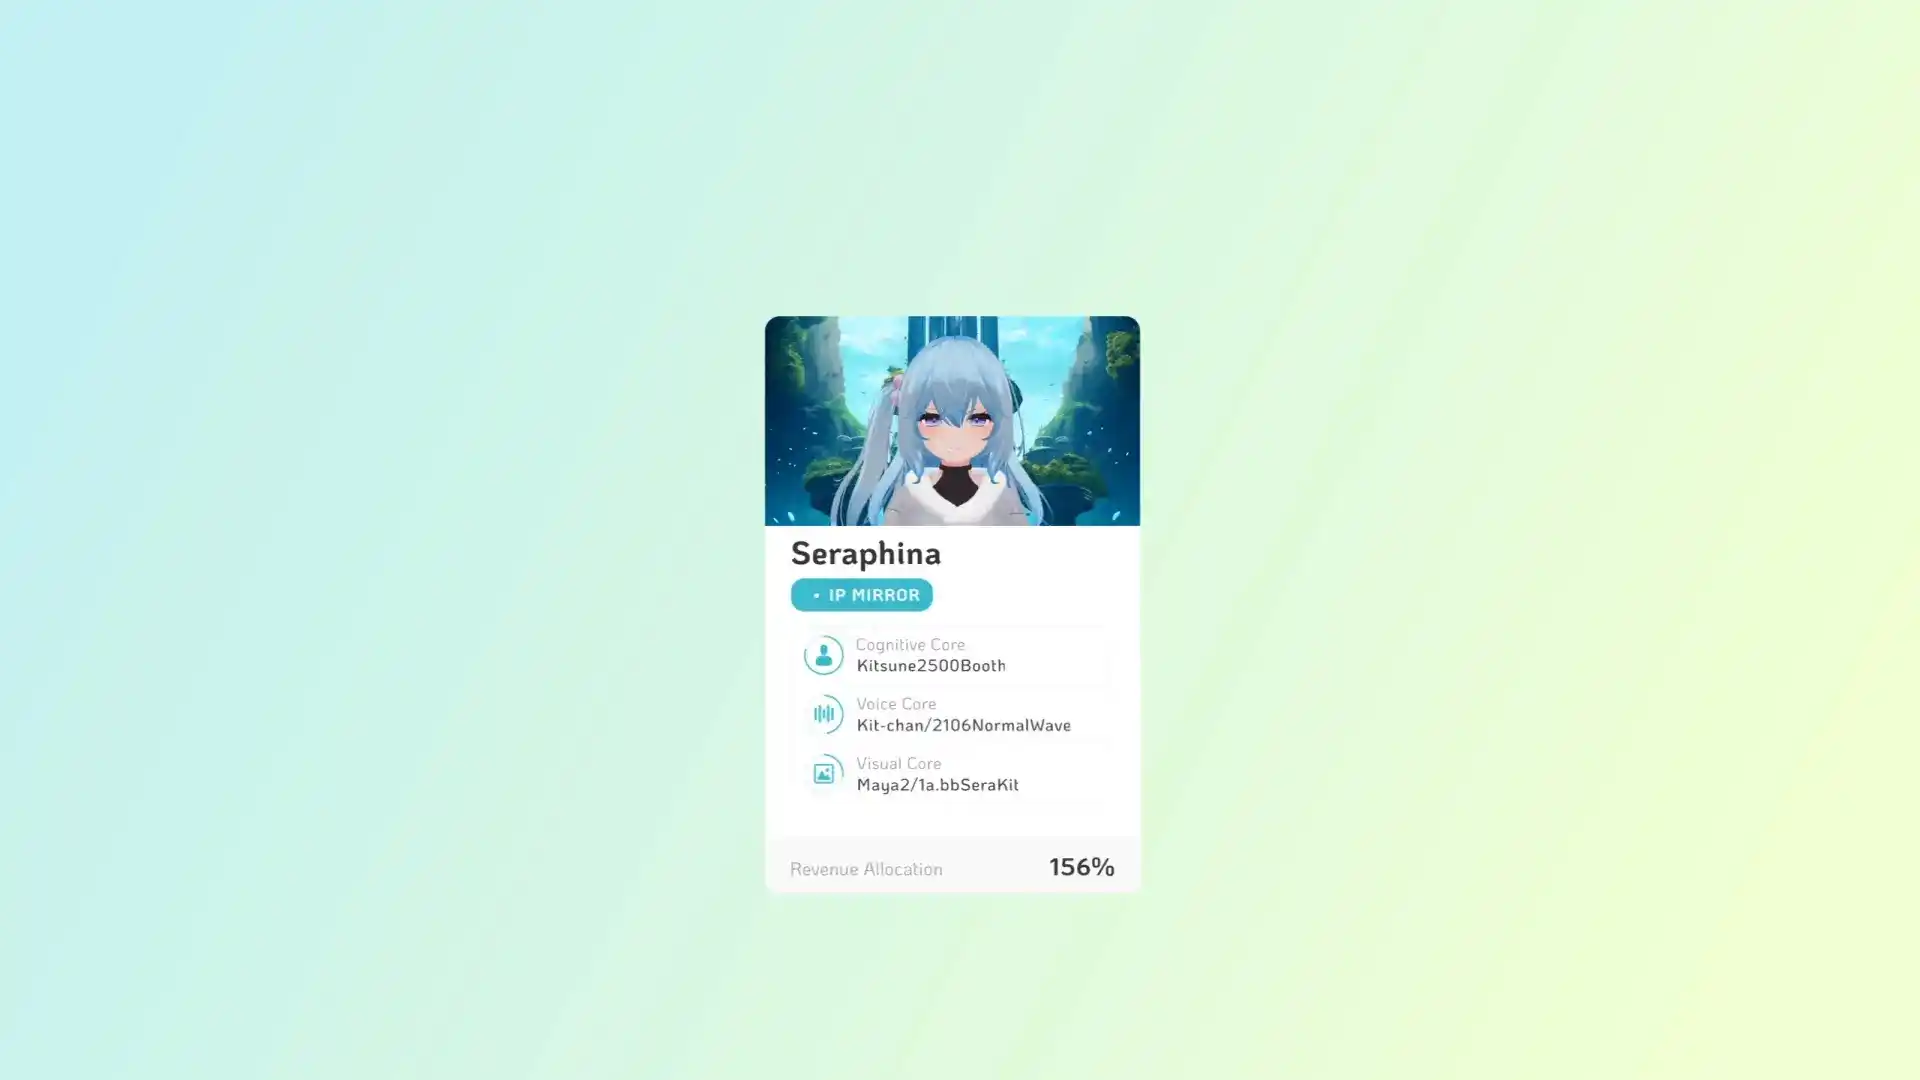 Seraphina
• IP MIRROR
Cognitive Core
Kitsune2500Booth
Voice Core
Kit-chan/2106NormalWave
Visual Core
Maya2/1a.bbSeraKit
Revenue Allocation 156%